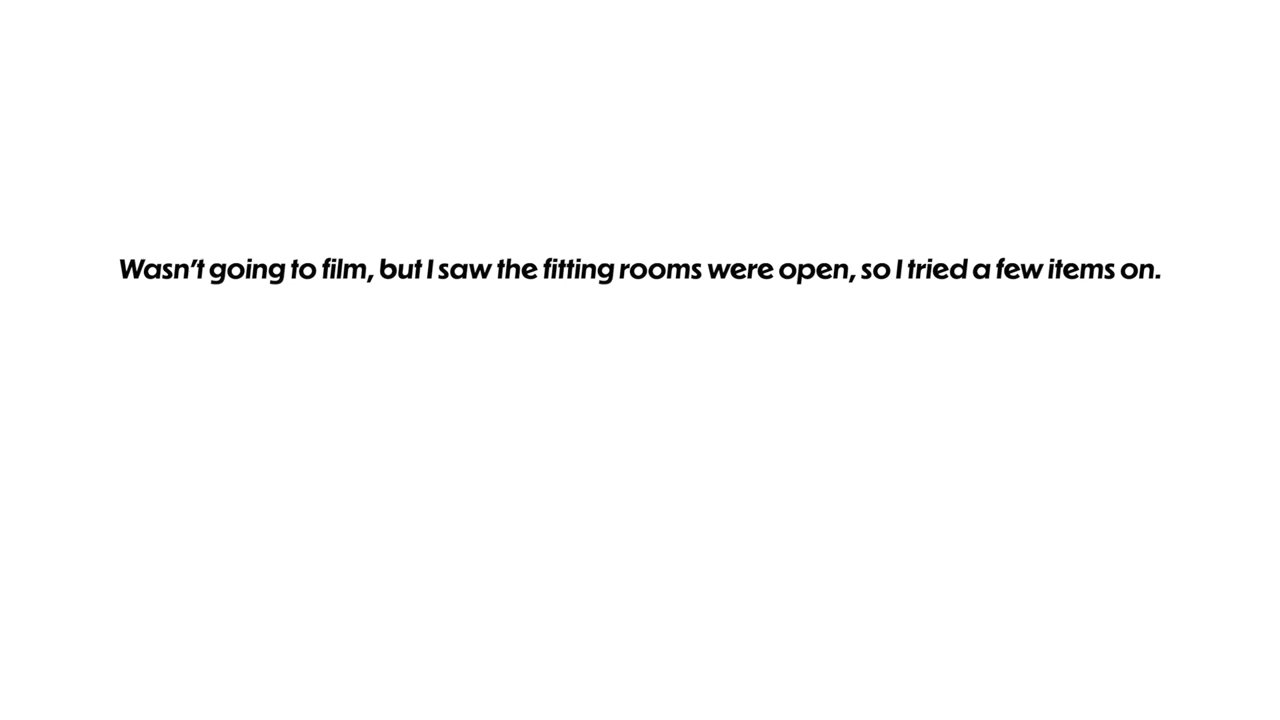 Wasn't going to film, but I saw the fitting rooms were open, so I tried a few items on.